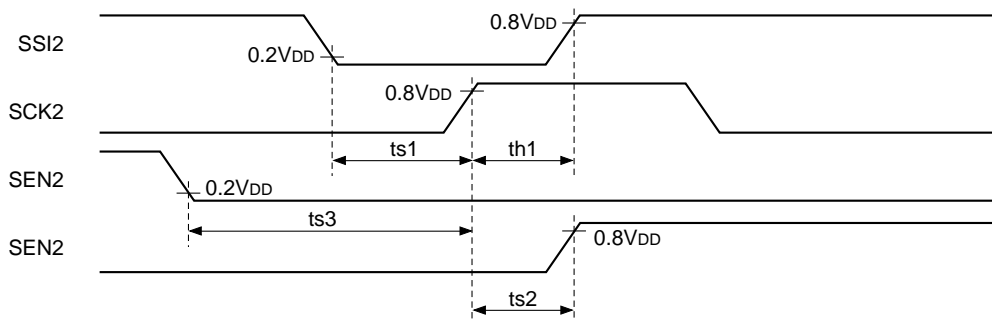 SSI2
0.2VDD
0.8VDD
SCK2
0.8VDD
ts1
th1
SEN2
0.2VDD
ts3
SEN2
0.8VDD
ts2